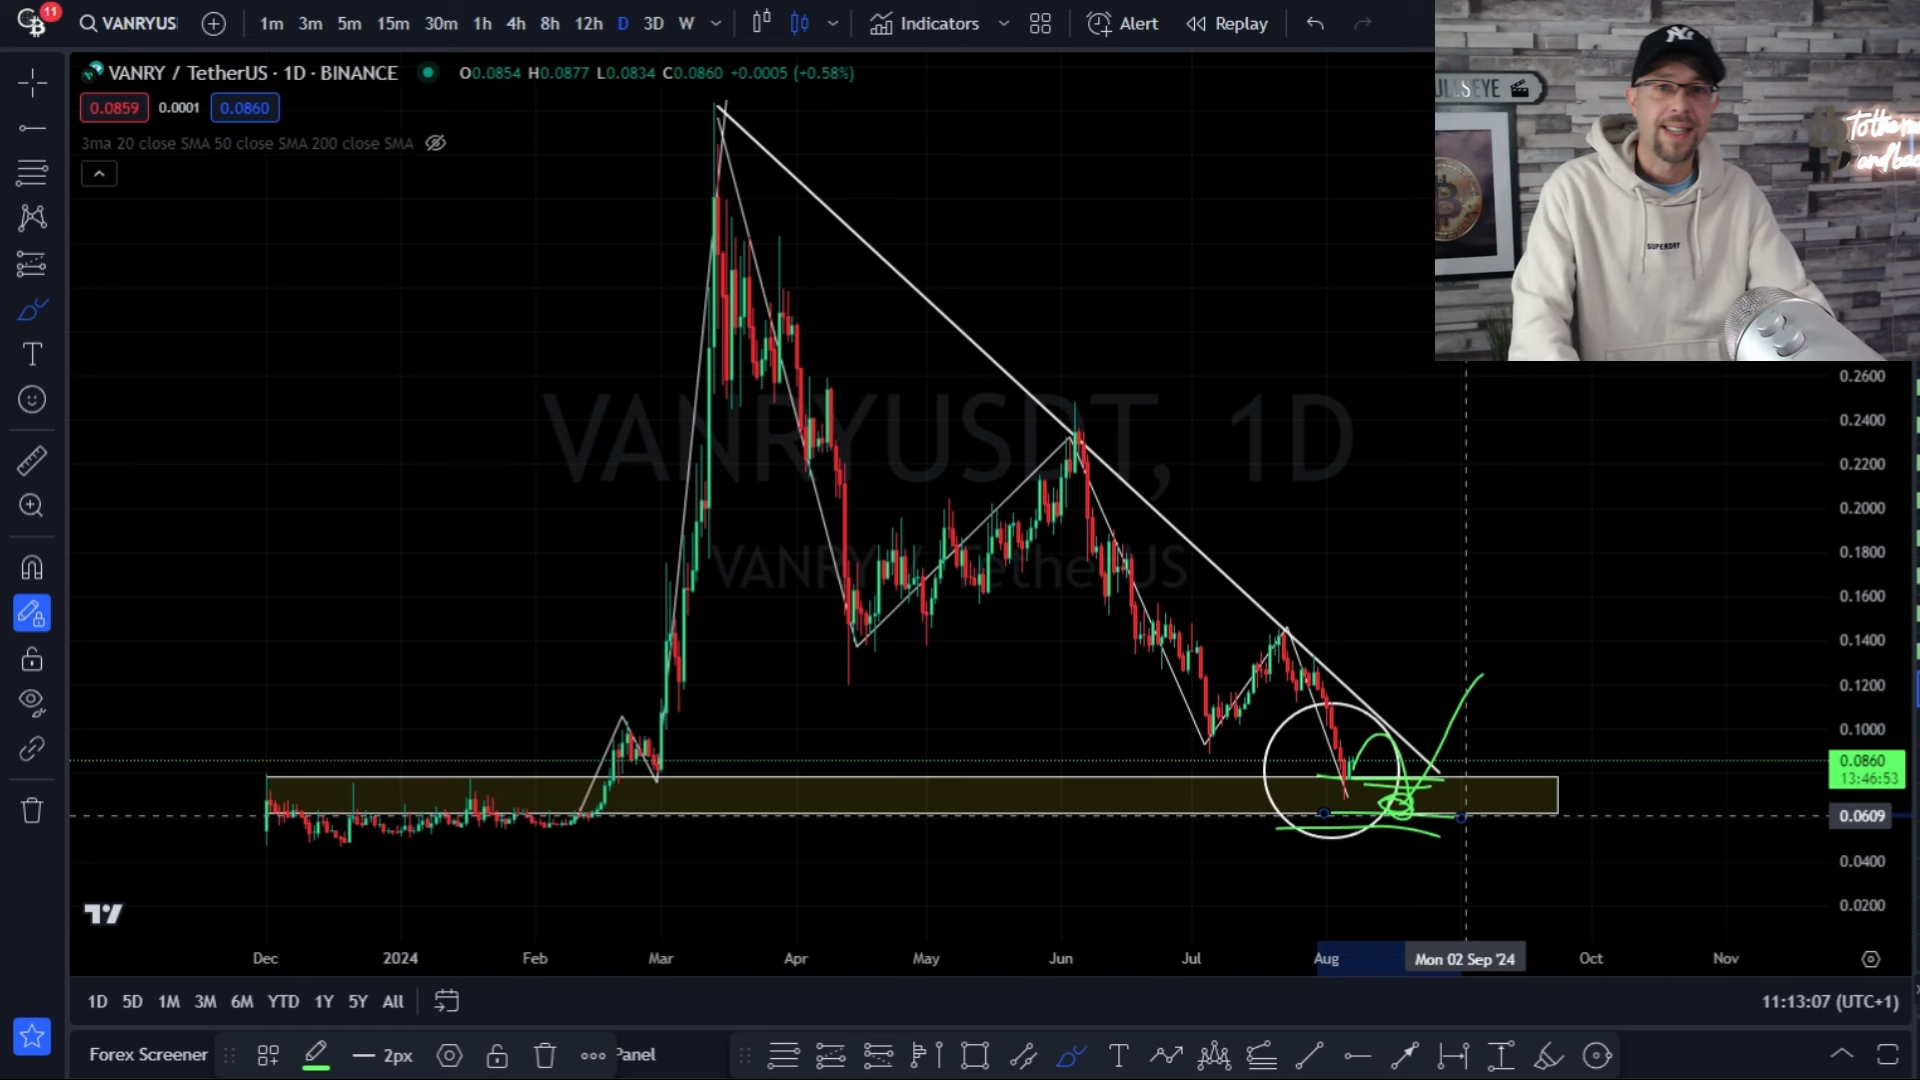 11
VANRYUS
1m 3m 5m 15m 30m 1h 4h 8h 12h D 3D W
Indicators
Alert
Replay
VANRY / TetherUS · 1D · BINANCE
O0.0854 H0.0877 L0.0834 C0.0860 +0.0005 (+0.58%)
0.0859 0.0001 0.0860
3ma 20 close SMA 50 close SMA 200 close SMA
SUPERDRY
VANRYUSDT, 1D
VANRY / TetherUS
0.2600
0.2400
0.2200
0.2000
0.1800
0.1600
0.1400
0.1200
0.1000
0.0860
13:46:53
0.0609
0.0400
0.0200
Dec 2024 Feb Mar Apr May Jun Jul Aug Mon 02 Sep '24 Oct Nov
1D 5D 1M 3M 6M YTD 1Y 5Y All
11:13:07 (UTC+1)
Forex Screener
2px
Panel